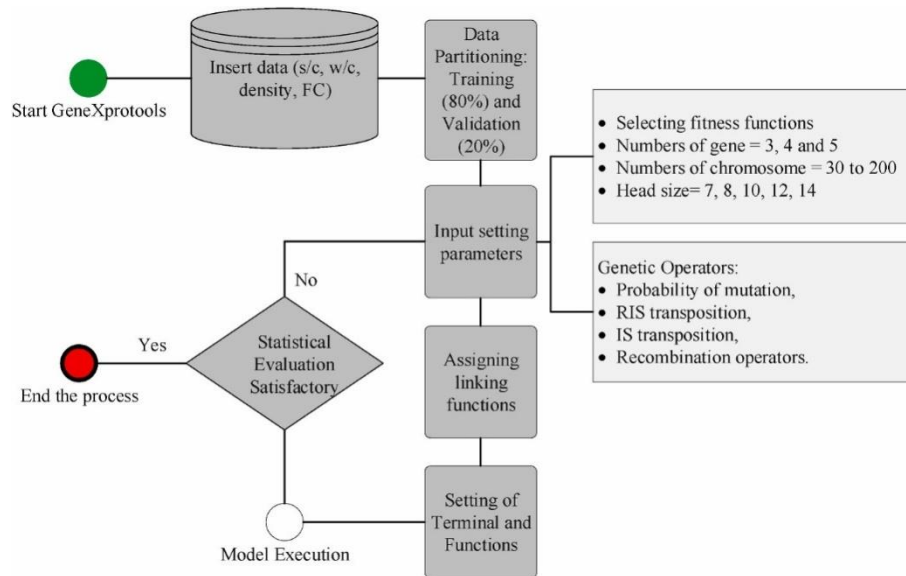 Start GeneXprotools
Insert data (s/c, w/c,
density, FC)
Data
Partitioning:
Training
(80%) and
Validation
(20%)
Input setting
parameters
• Selecting fitness functions
• Numbers of gene = 3, 4 and 5
• Numbers of chromosome = 30 to 200
• Head size= 7, 8, 10, 12, 14
Genetic Operators:
• Probability of mutation,
• RIS transposition,
• IS transposition,
• Recombination operators.
Assigning
linking
functions
Setting of
Terminal and
Functions
Model Execution
Statistical
Evaluation
Satisfactory
No
Yes
End the process